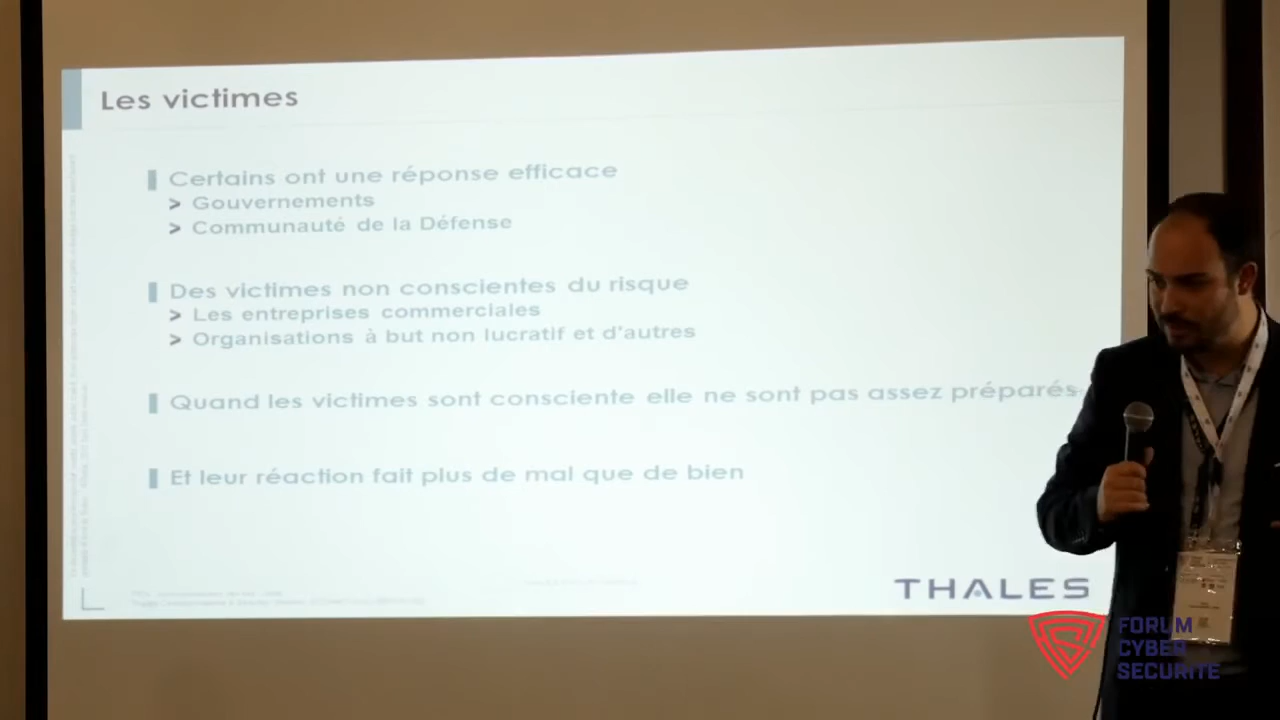 Les victimes
Certains ont une réponse efficace
> Gouvernements
> Communauté de la Défense
Des victimes non conscientes du risque
> Les entreprises commerciales
> Organisations à but non lucratif et d'autres
Quand les victimes sont consciente elle ne sont pas assez préparés
Et leur réaction fait plus de mal que de bien
THALES
FORUM
CYBER
SECURITE